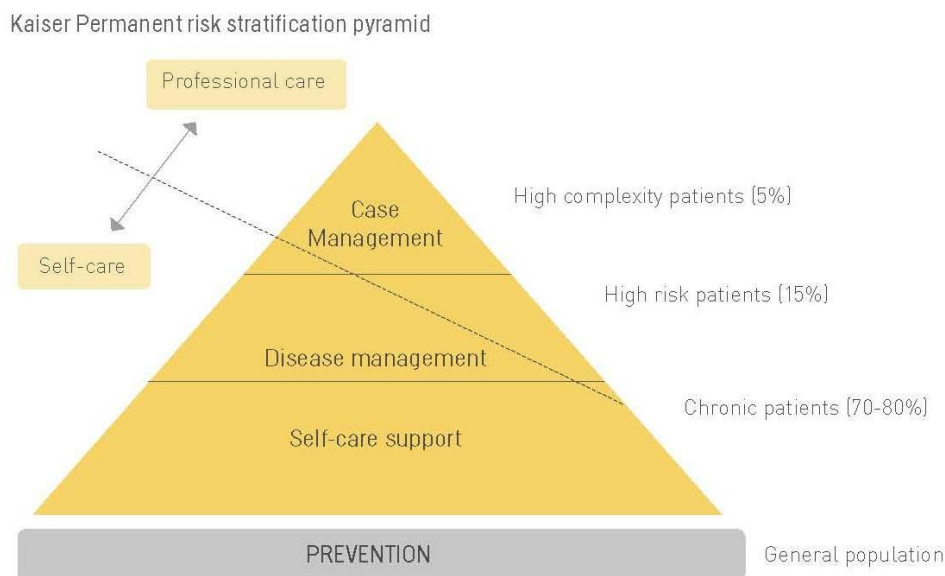 Kaiser Permanent risk stratification pyramid
Professional care
Self-care
Case
Management
High complexity patients (5%)
High risk patients (15%)
Disease management
Chronic patients (70-80%)
Self-care support
PREVENTION
General population